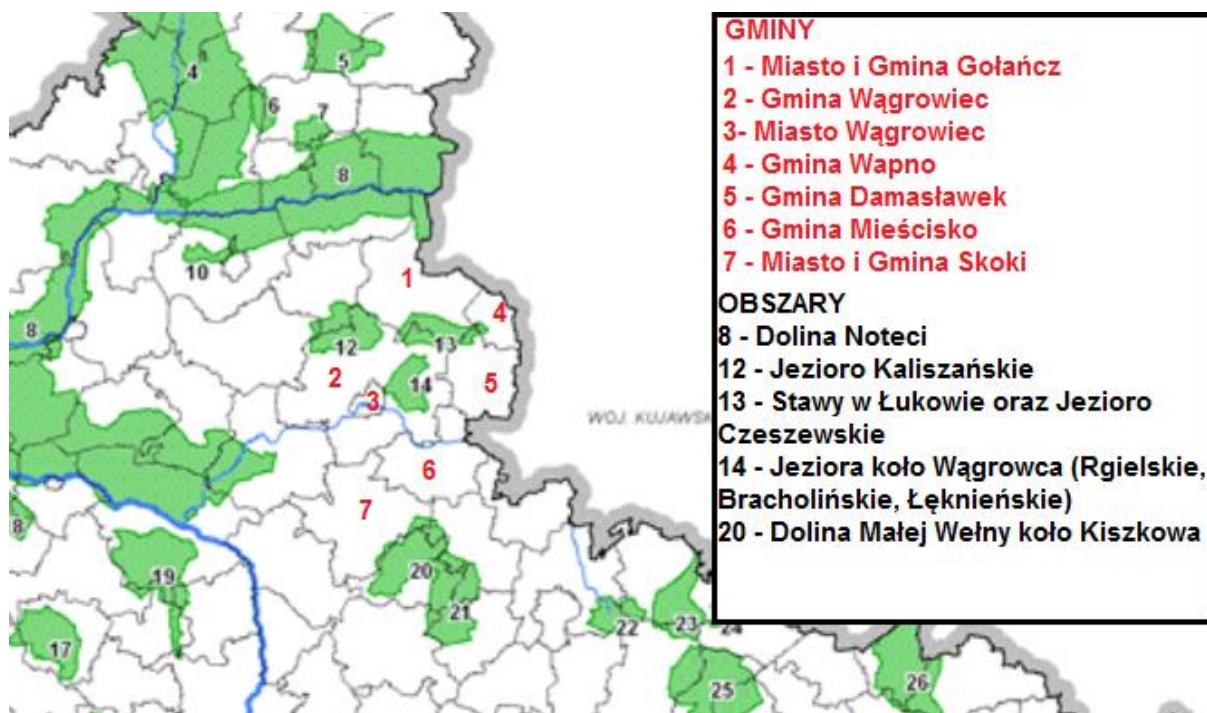 GMINY
1 - Miasto i Gmina Gołańcz
2 - Gmina Wągrowiec
3- Miasto Wągrowiec
4 - Gmina Wapno
5 - Gmina Damasławek
6 - Gmina Mieścisko
7 - Miasto i Gmina Skoki
OBSZARY
8 - Dolina Noteci
12 - Jezioro Kaliszańskie
13 - Stawy w Łukowie oraz Jezioro
Czeszewskie
14 - Jeziora koło Wągrowca (Rgielskie,
Bracholińskie, Łęknieńskie)
20 - Dolina Małej Wełny koło Kiszkowa
4
5
6
7
8
10
1
4
8
12
13
2
14
5
3
WOJ. KUJAWSK
6
7
8
19
20
21
22
23
24
17
25
26